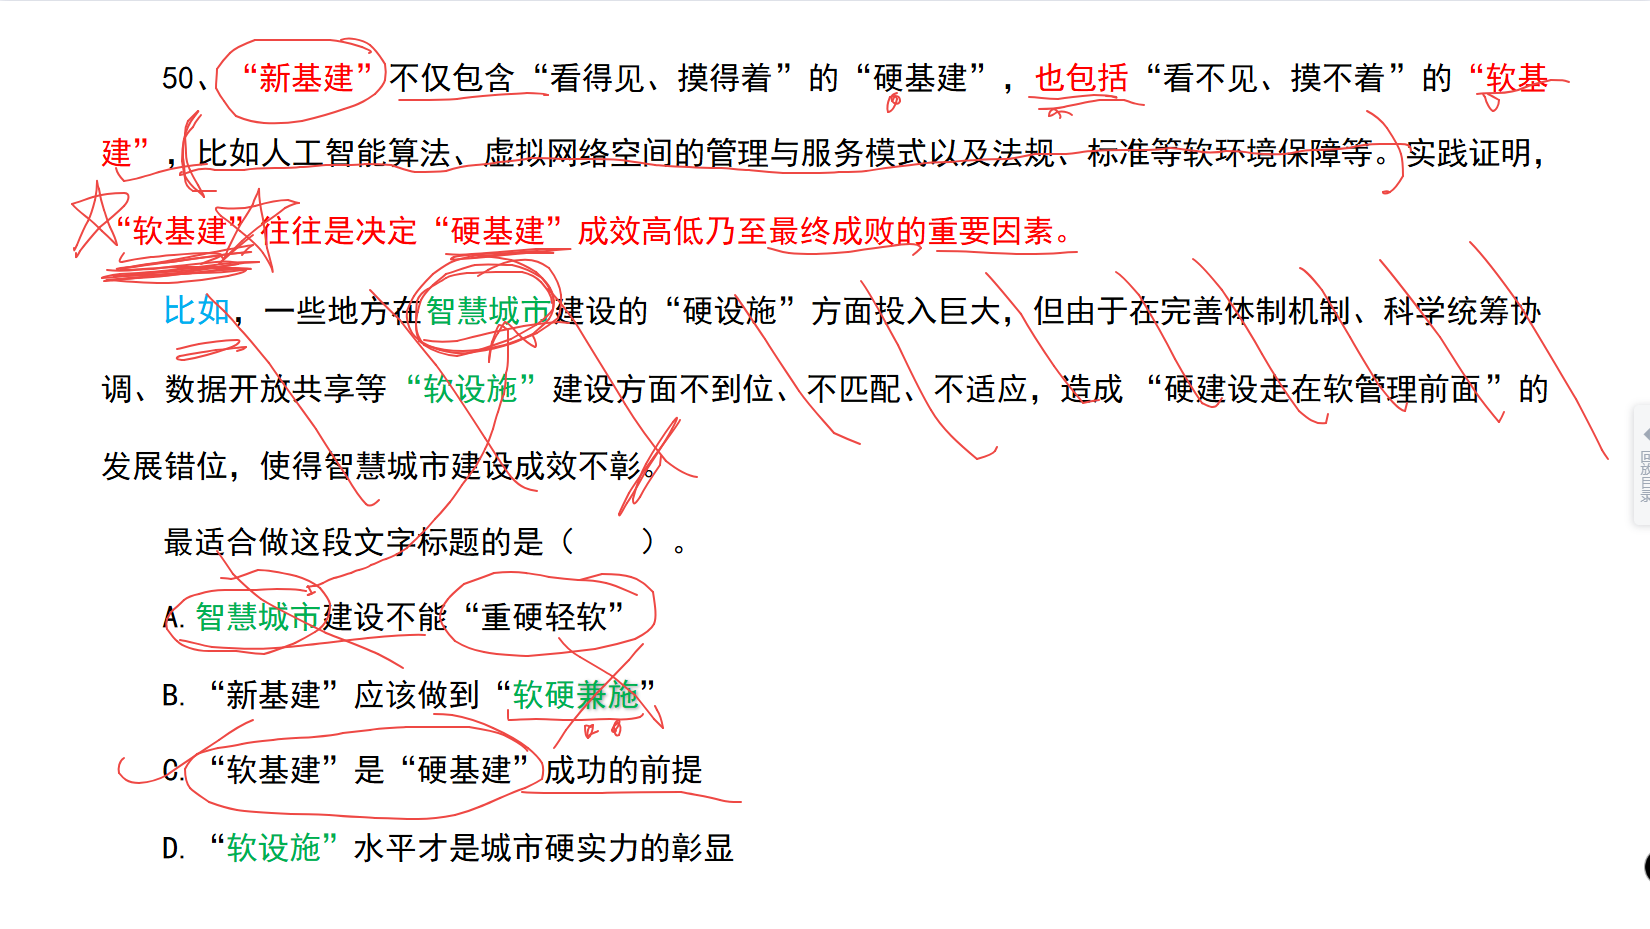 50、“新基建”不仅包含“看得见、摸得着”的“硬基建”，也包括“看不见、摸不着”的“软基
建”，比如人工智能算法、虚拟网络空间的管理与服务模式以及法规、标准等软环境保障等。实践证明，
“软基建”往往是决定“硬基建”成效高低乃至最终成败的重要因素。
比如，一些地方在智慧城市建设的“硬设施”方面投入巨大，但由于在完善体制机制、科学统筹协
调、数据开放共享等“软设施”建设方面不到位、不匹配、不适应，造成“硬建设走在软管理前面”的
发展错位，使得智慧城市建设成效不彰。
最适合做这段文字标题的是（　　）。
A. 智慧城市建设不能“重硬轻软”
B. “新基建”应该做到“软硬兼施”
C. “软基建”是“硬基建”成功的前提
D. “软设施”水平才是城市硬实力的彰显
回放目录